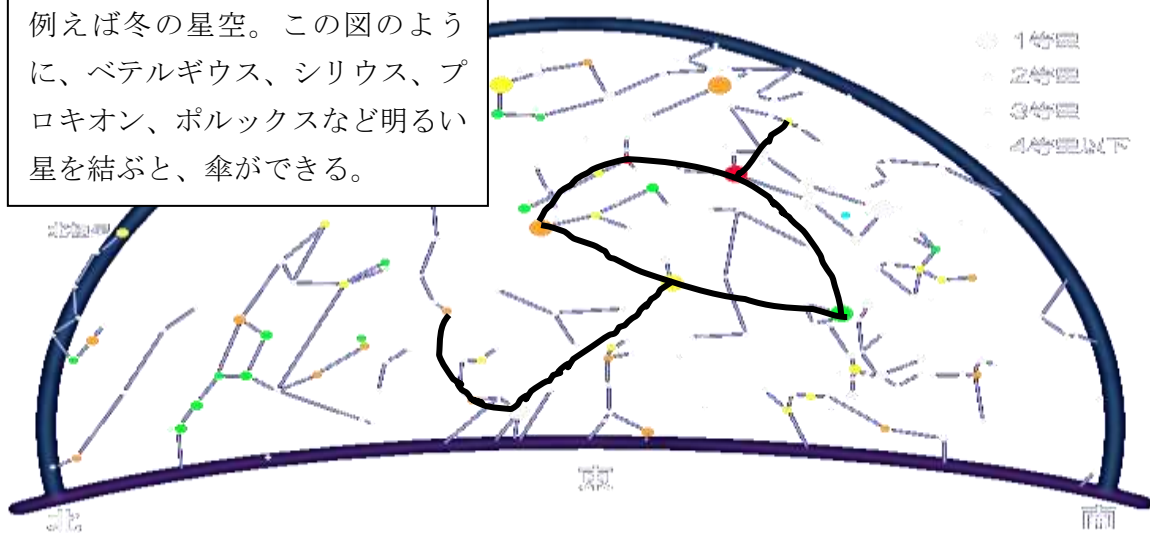 例えば冬の星空。この図のよう
に、ベテルギウス、シリウス、プ
ロキオン、ポルックスなど明るい
星を結ぶと、傘ができる。
1等星
2等星
3等星
4等星以下
北極星
北
東
南